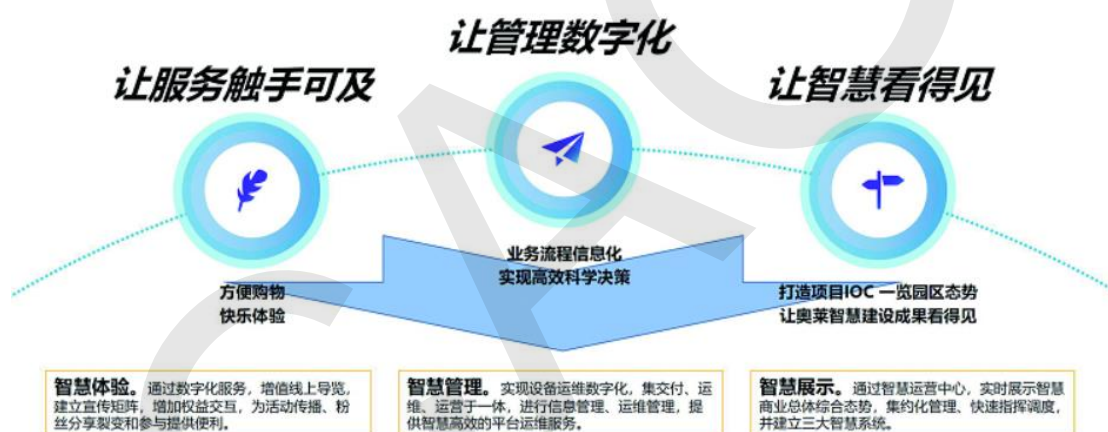 让管理数字化
让服务触手可及
让智慧看得见
业务流程信息化
实现高效科学决策
方便购物
快乐体验
打造项目IOC 一览园区态势
让奥莱智慧建设成果看得见
智慧体验。通过数字化服务，增值线上导览，
建立宣传矩阵，增加权益交互，为活动传播、粉
丝分享裂变和参与提供便利。
智慧管理。实现设备运维数字化，集交付、运
维、运营于一体，进行信息管理、运维管理，提
供智慧高效的平台运维服务。
智慧展示。通过智慧运营中心，实时展示智慧
商业总体综合态势，集约化管理、快速指挥调度，
并建立三大智慧系统。